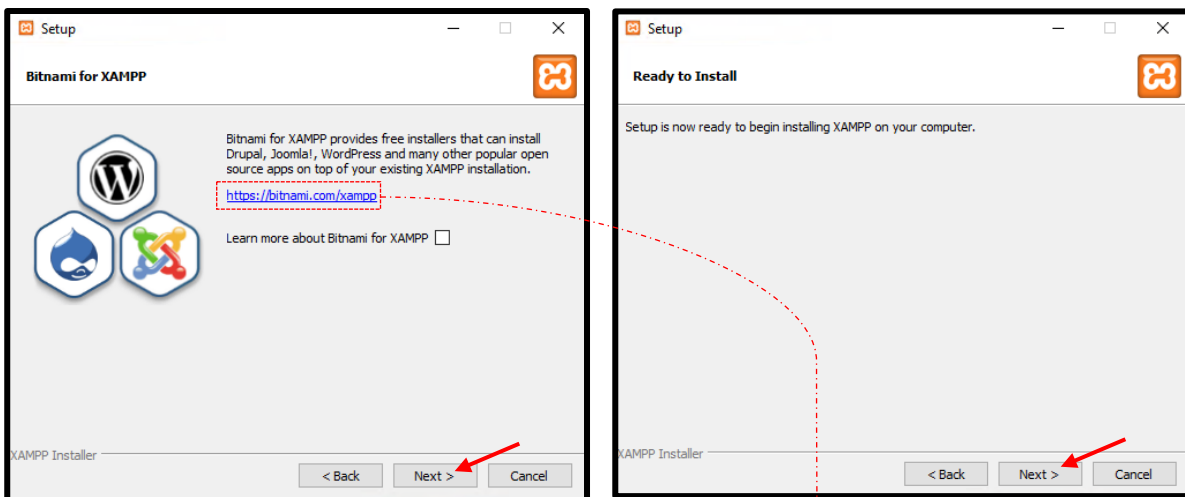 Setup
Bitnami for XAMPP
Bitnami for XAMPP provides free installers that can install
Drupal, Joomla!, WordPress and many other popular open
source apps on top of your existing XAMPP installation.
https://bitnami.com/xampp
Learn more about Bitnami for XAMPP
XAMPP Installer
< Back
Next >
Cancel
Setup
Ready to Install
Setup is now ready to begin installing XAMPP on your computer.
XAMPP Installer
< Back
Next >
Cancel